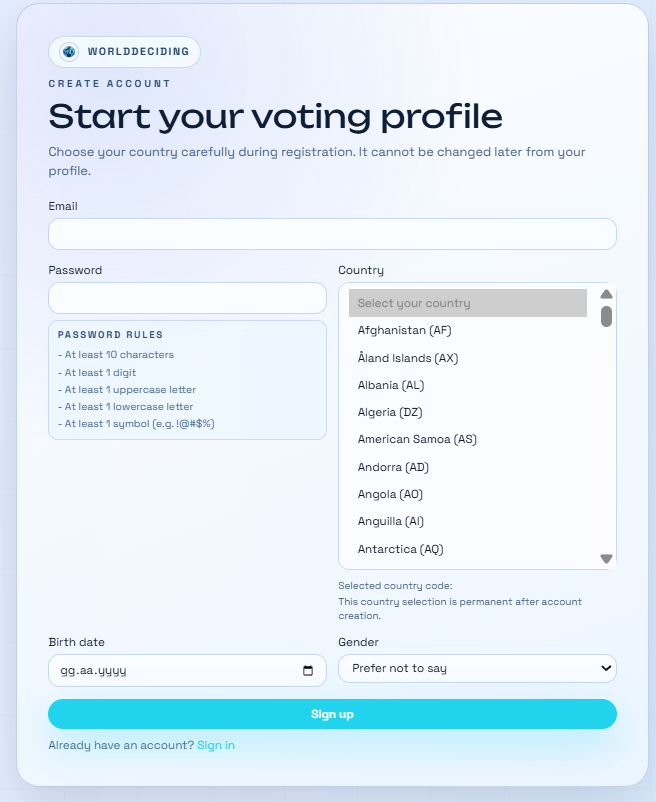 WORLDDECIDING
CREATE ACCOUNT
Start your voting profile
Choose your country carefully during registration. It cannot be changed later from your
profile.
Email
Password
PASSWORD RULES
- At least 10 characters
- At least 1 digit
- At least 1 uppercase letter
- At least 1 lowercase letter
- At least 1 symbol (e.g. !@#$%)
Country
Select your country
Afghanistan (AF)
Åland Islands (AX)
Albania (AL)
Algeria (DZ)
American Samoa (AS)
Andorra (AD)
Angola (AO)
Anguilla (AI)
Antarctica (AQ)
Selected country code:
This country selection is permanent after account
creation.
Birth date
gg.aa.yyyy
Gender
Prefer not to say
Sign up
Already have an account? Sign in